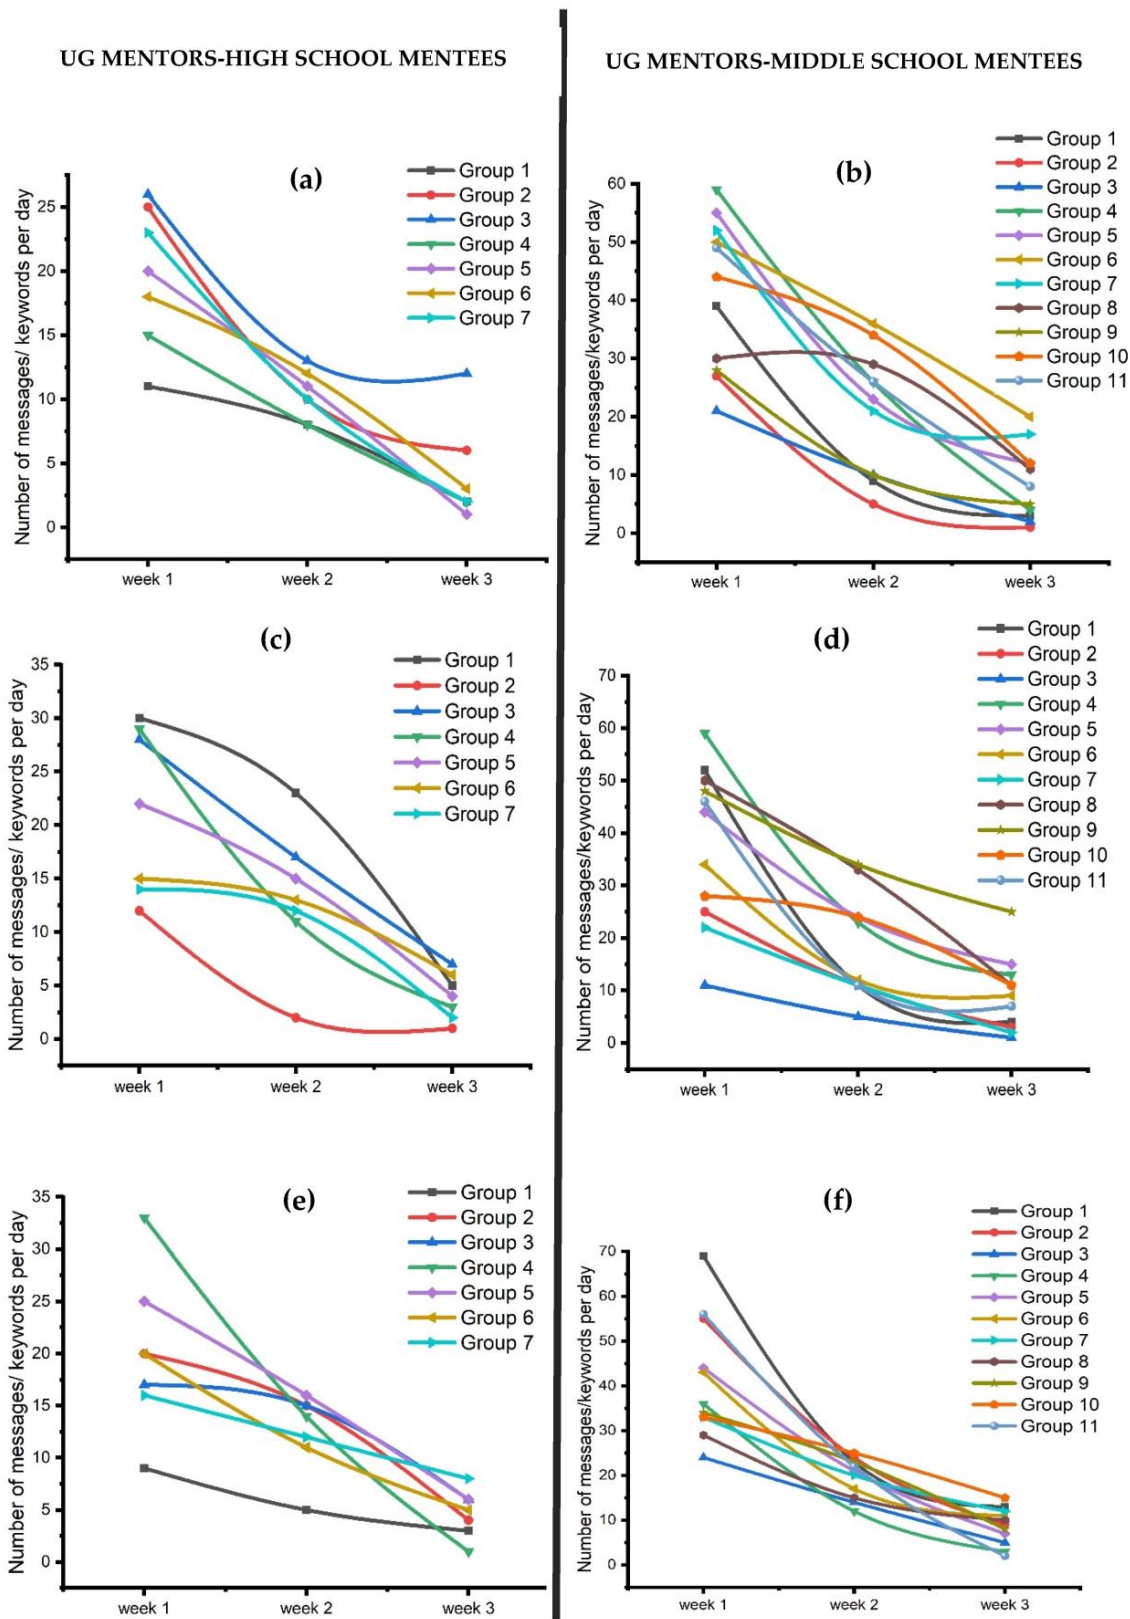 UG MENTORS-HIGH SCHOOL MENTEES
UG MENTORS-MIDDLE SCHOOL MENTEES
(a)
Number of messages/ keywords per day
25
20
15
10
5
0
week 1
week 2
week 3
Group 1
Group 2
Group 3
Group 4
Group 5
Group 6
Group 7
(b)
Number of messages/keywords per day
60
50
40
30
20
10
0
week 1
week 2
week 3
Group 1
Group 2
Group 3
Group 4
Group 5
Group 6
Group 7
Group 8
Group 9
Group 10
Group 11
(c)
Number of messages/ keywords per day
35
30
25
20
15
10
5
0
week 1
week 2
week 3
Group 1
Group 2
Group 3
Group 4
Group 5
Group 6
Group 7
(d)
Number of messages/keywords per day
70
60
50
40
30
20
10
0
week 1
week 2
week 3
Group 1
Group 2
Group 3
Group 4
Group 5
Group 6
Group 7
Group 8
Group 9
Group 10
Group 11
(e)
Number of messages/ keywords per day
35
30
25
20
15
10
5
0
week 1
week 2
week 3
Group 1
Group 2
Group 3
Group 4
Group 5
Group 6
Group 7
(f)
Number of messages/keywords per day
70
60
50
40
30
20
10
0
week 1
week 2
week 3
Group 1
Group 2
Group 3
Group 4
Group 5
Group 6
Group 7
Group 8
Group 9
Group 10
Group 11